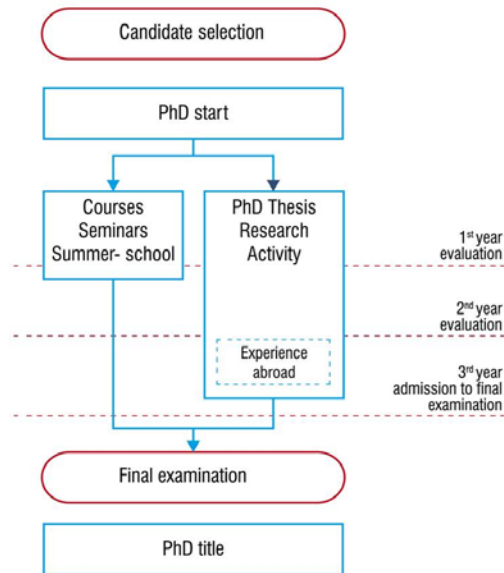 Candidate selection
PhD start
Courses
Seminars
Summer- school
PhD Thesis
Research
Activity
1st year
evaluation
2nd year
evaluation
Experience
abroad
3rd year
admission to final
examination
Final examination
PhD title